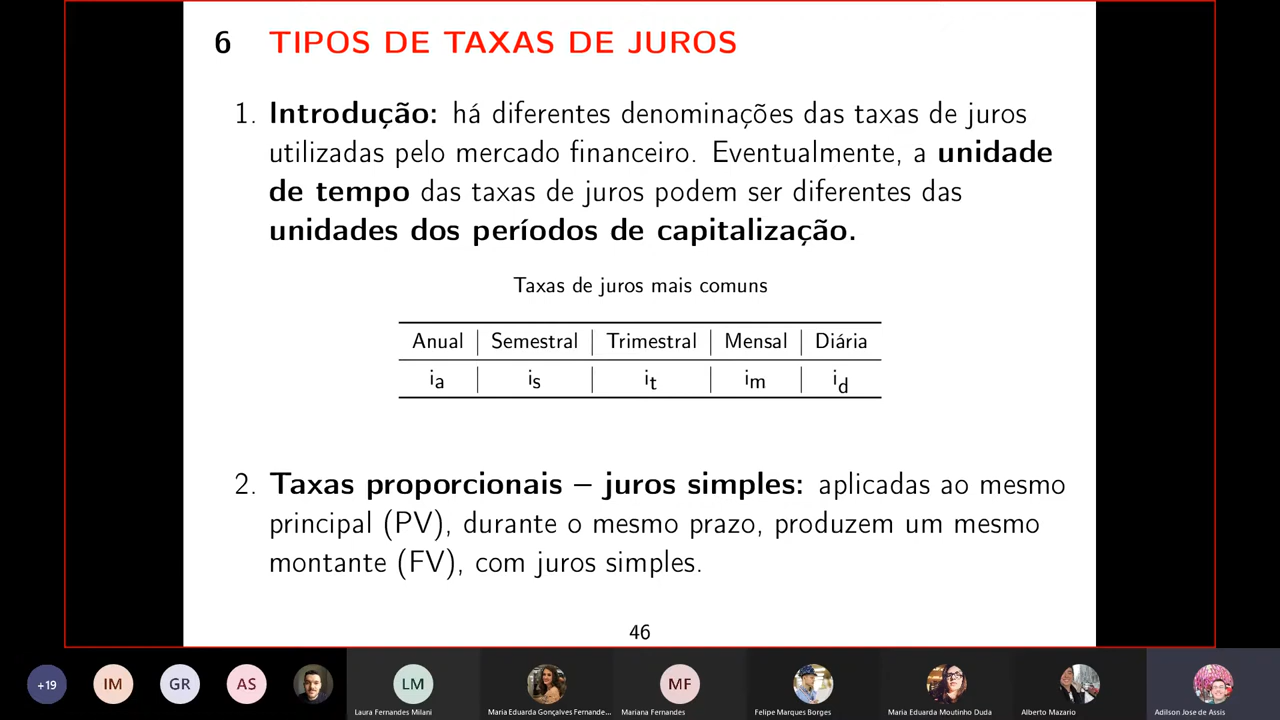 6 TIPOS DE TAXAS DE JUROS
1. Introdução: há diferentes denominações das taxas de juros
utilizadas pelo mercado financeiro. Eventualmente, a unidade
de tempo das taxas de juros podem ser diferentes das
unidades dos períodos de capitalização.
Taxas de juros mais comuns
Anual Semestral Trimestral Mensal Diária
ia is it im id
2. Taxas proporcionais – juros simples: aplicadas ao mesmo
principal (PV), durante o mesmo prazo, produzem um mesmo
montante (FV), com juros simples.
46
+19 IM GR AS LM MF
Laura Fernandes Milani Maria Eduarda Gonçalves Fernande... Mariana Fernandes Felipe Marques Borges Maria Eduarda Moutinho Duda Alberto Mazario Adilson Jose de Assis